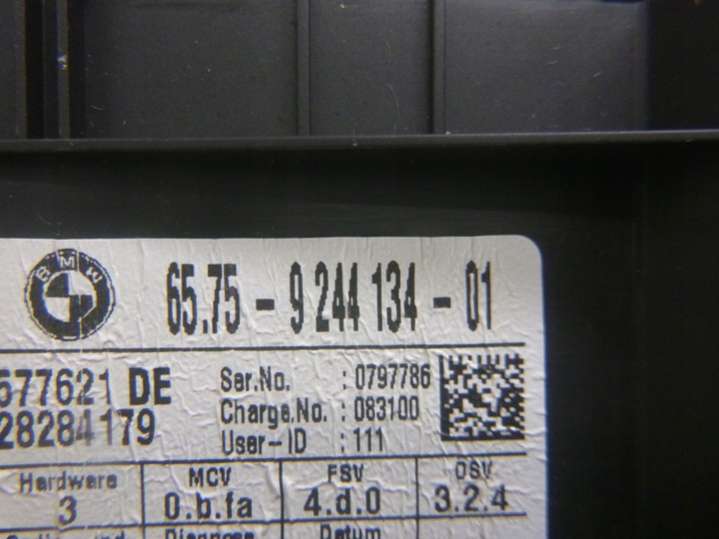 BMW
65.75 - 9 244 134 - 01
577621 DE
28284179
Ser.No. : 0797786
Charge.No. : 083100
User-ID : 111
Hardware MCV FSV OSV
3 0.b.fa 4.d.0 3.2.4
Datum